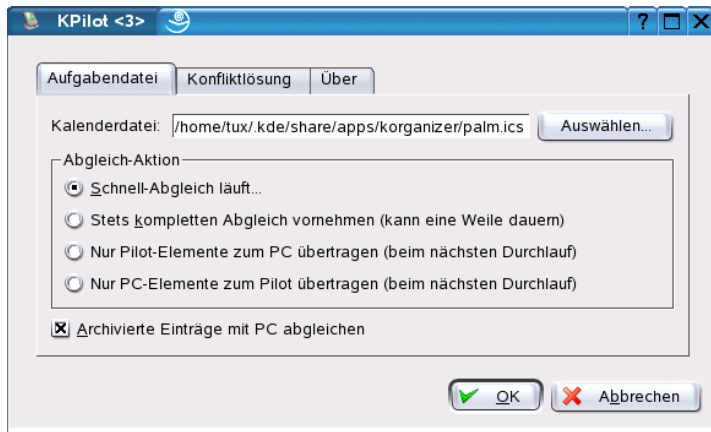 KPilot <3>
Aufgabendatei Konfliktlösung Über
Kalenderdatei: /home/tux/.kde/share/apps/korganizer/palm.ics Auswählen...
Abgleich-Aktion
Schnell-Abgleich läuft...
Stets kompletten Abgleich vornehmen (kann eine Weile dauern)
Nur Pilot-Elemente zum PC übertragen (beim nächsten Durchlauf)
Nur PC-Elemente zum Pilot übertragen (beim nächsten Durchlauf)
Archivierte Einträge mit PC abgleichen
OK Abbrechen